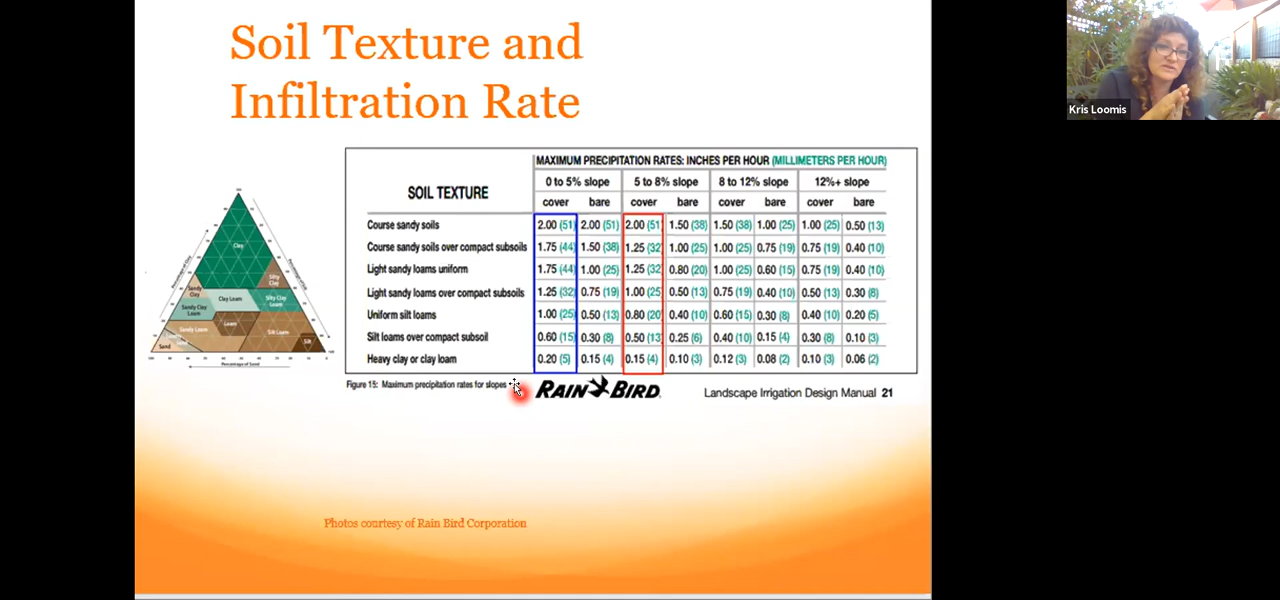 Soil Texture and
Infiltration Rate
Kris Loomis
MAXIMUM PRECIPITATION RATES: INCHES PER HOUR (MILLIMETERS PER HOUR)
SOIL TEXTURE
0 to 5% slope 5 to 8% slope 8 to 12% slope 12%+ slope
cover bare cover bare cover bare cover bare
Course sandy soils 2.00 (51) 2.00 (51) 2.00 (51 1.50 (38) 1.50 (38) 1.00 (25) 1.00 (25) 0.50 (13)
Course sandy soils over compact subsoils 1.75 (44) 1.50 (38) 1.25 (32 1.00 (25) 1.00 (25) 0.75 (19) 0.75 (19) 0.40 (10)
Light sandy loams uniform 1.75 (44) 1.00 (25) 1.25 (32 0.80 (20) 1.00 (25) 0.60 (15) 0.75 (19) 0.40 (10)
Light sandy loams over compact subsoils 1.25 (32) 0.75 (19) 1.00 (25 0.50 (13) 0.75 (19) 0.40 (10) 0.50 (13) 0.30 (8)
Uniform silt loams 1.00 (25) 0.50 (13) 0.80 (20 0.40 (10) 0.60 (15) 0.30 (8) 0.40 (10) 0.20 (5)
Silt loams over compact subsoil 0.60 (15) 0.30 (8) 0.50 (13 0.25 (6) 0.40 (10) 0.15 (4) 0.30 (8) 0.10 (3)
Heavy clay or clay loam 0.20 (5) 0.15 (4) 0.15 (4) 0.10 (3) 0.12 (3) 0.08 (2) 0.10 (3) 0.06 (2)
Clay
Silty
Clay
Sandy
Clay
Clay Loam
Silty Clay
Loam
Sandy Clay
Loam
Loam
Sandy Loam
Silt Loam
Sand
Silt
Percentage of Sand
Figure 15: Maximum precipitation rates for slopes
RAIN BIRD
Landscape Irrigation Design Manual 21
Photos courtesy of Rain Bird Corporation